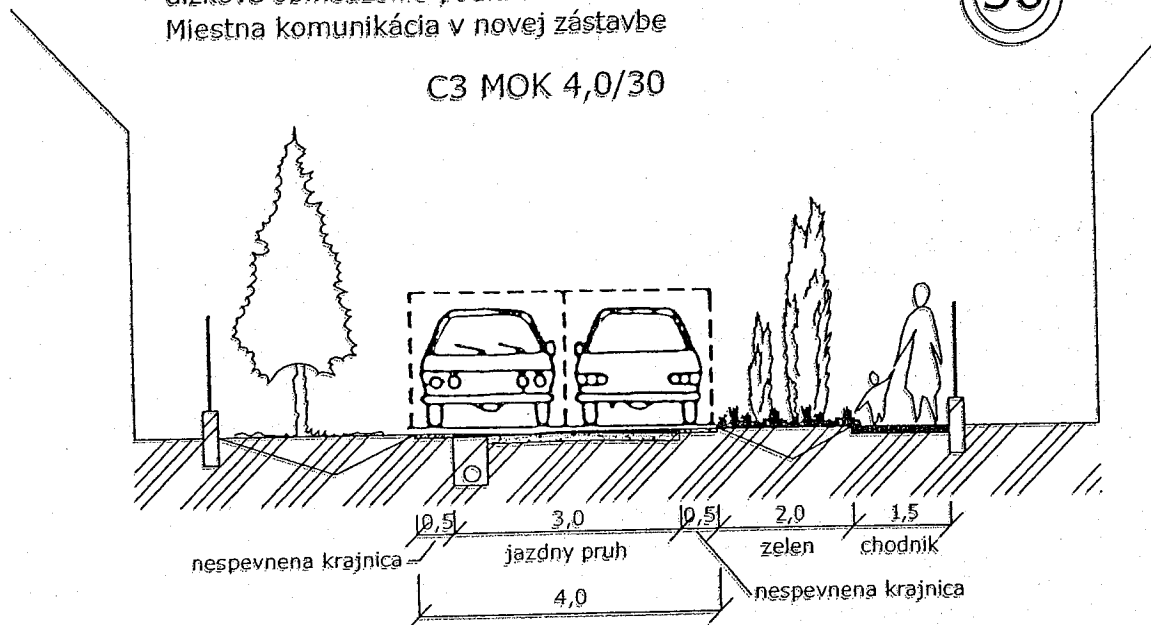 Miestna komunikácia v novej zástavbe
C3 MOK 4,0/30
0,5 3,0 0,5 2,0 1,5
nespevnena krajnica jazdny pruh zelen chodnik
4,0 nespevnena krajnica